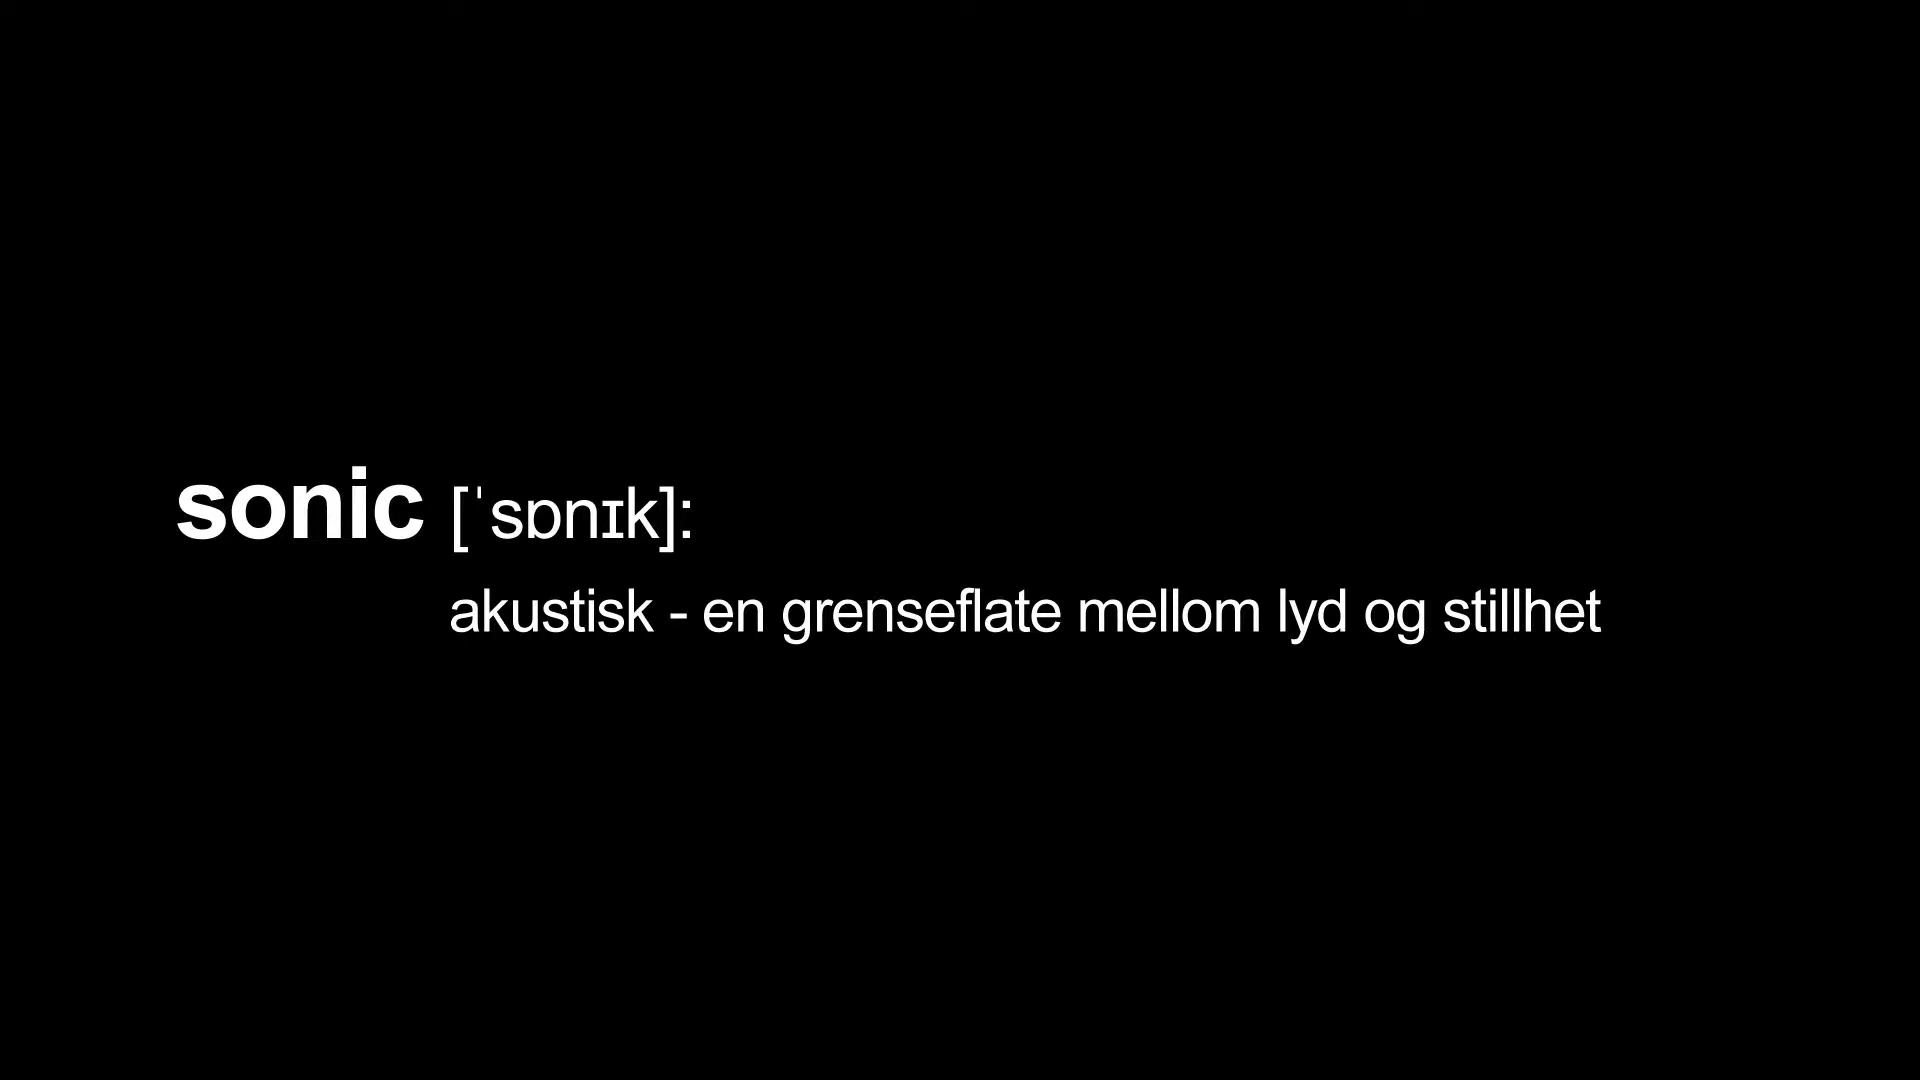 sonic [ˈsɒnɪk]:
akustisk - en grenseflate mellom lyd og stillhet